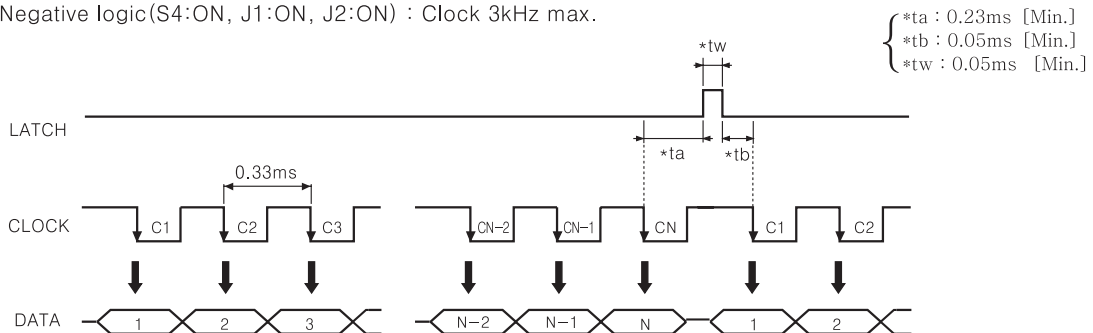 Negative logic(S4:ON, J1:ON, J2:ON) : Clock 3kHz max.
*ta : 0.23ms [Min.]
*tb : 0.05ms [Min.]
*tw : 0.05ms [Min.]
*tw
LATCH
*ta
*tb
0.33ms
CLOCK
C1
C2
C3
CN-2
CN-1
CN
C1
C2
DATA
1
2
3
N-2
N-1
N
1
2